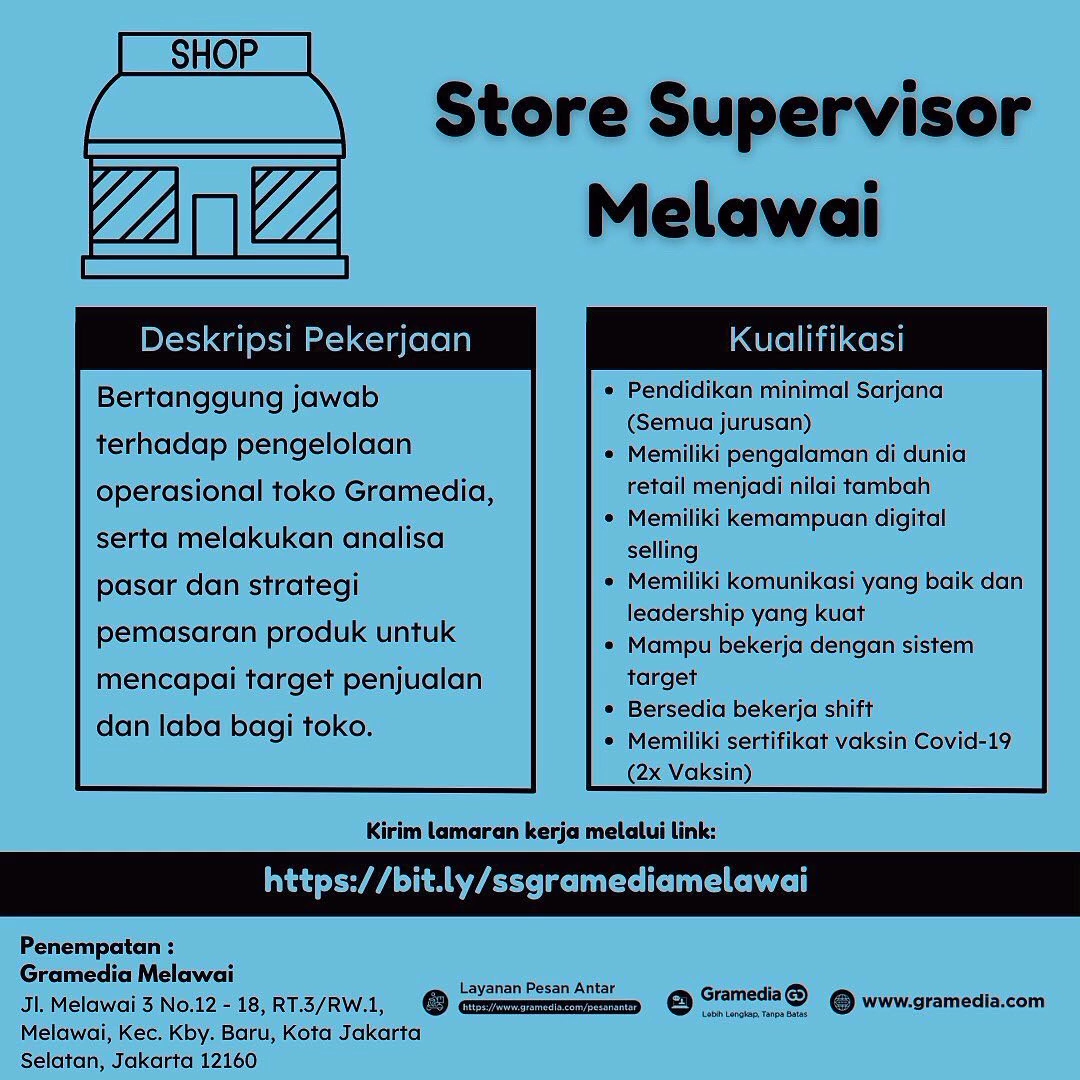 SHOP
Store Supervisor
Melawai
Deskripsi Pekerjaan
Bertanggung jawab
terhadap pengelolaan
operasional toko Gramedia,
serta melakukan analisa
pasar dan strategi
pemasaran produk untuk
mencapai target penjualan
dan laba bagi toko.
Kualifikasi
• Pendidikan minimal Sarjana
(Semua jurusan)
• Memiliki pengalaman di dunia
retail menjadi nilai tambah
• Memiliki kemampuan digital
selling
• Memiliki komunikasi yang baik dan
leadership yang kuat
• Mampu bekerja dengan sistem
target
• Bersedia bekerja shift
• Memiliki sertifikat vaksin Covid-19
(2x Vaksin)
Kirim lamaran kerja melalui link:
https://bit.ly/ssgramediamelawai
Penempatan :
Gramedia Melawai
Jl. Melawai 3 No.12 - 18, RT.3/RW.1,
Melawai, Kec. Kby. Baru, Kota Jakarta
Selatan, Jakarta 12160
Layanan Pesan Antar
https://www.gramedia.com/pesanantar
Gramedia
Lebih Lengkap, Tanpa Batas
www.gramedia.com